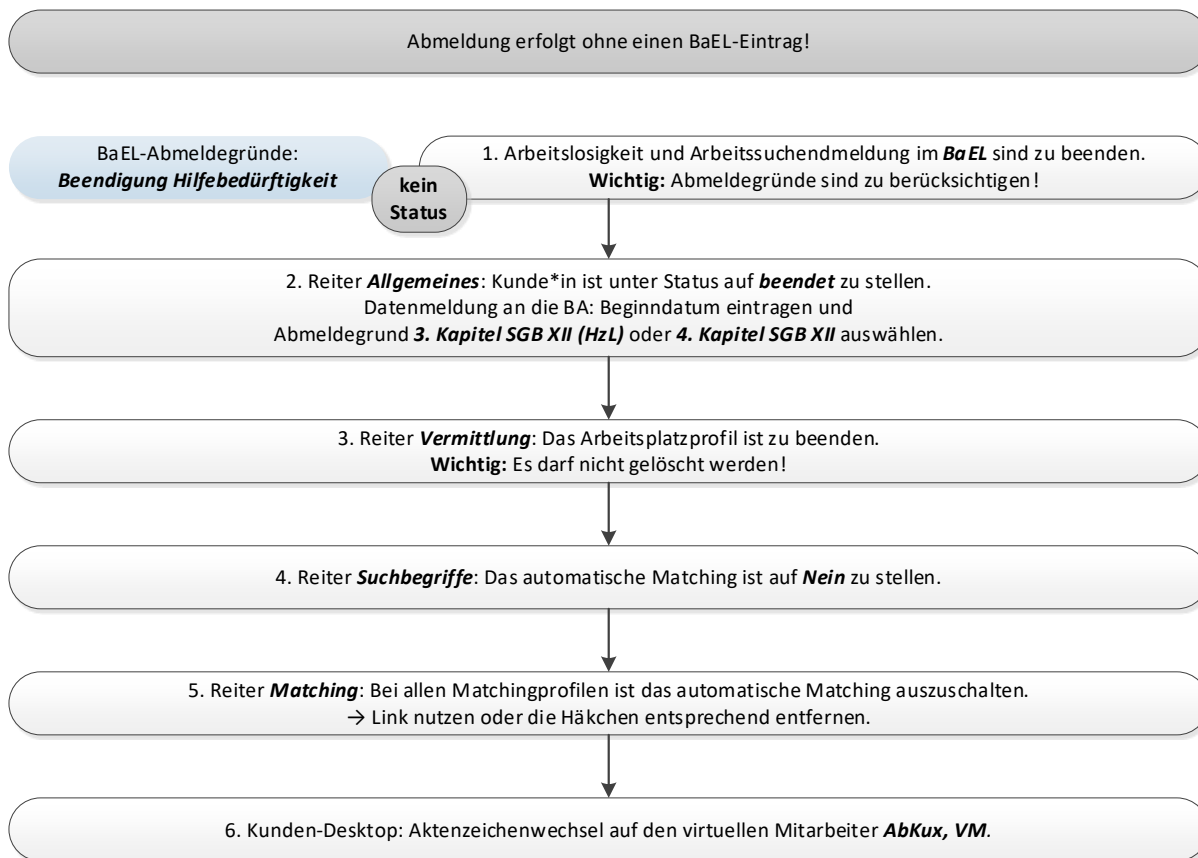 Abmeldung erfolgt ohne einen BaEL-Eintrag!
BaEL-Abmeldegründe:
Beendigung Hilfebedürftigkeit
kein
Status
1. Arbeitslosigkeit und Arbeitssuchendmeldung im BaEL sind zu beenden.
Wichtig: Abmeldegründe sind zu berücksichtigen!
2. Reiter Allgemeines: Kunde*in ist unter Status auf beendet zu stellen.
Datenmeldung an die BA: Beginndatum eintragen und
Abmeldegrund 3. Kapitel SGB XII (HzL) oder 4. Kapitel SGB XII auswählen.
3. Reiter Vermittlung: Das Arbeitsplatzprofil ist zu beenden.
Wichtig: Es darf nicht gelöscht werden!
4. Reiter Suchbegriffe: Das automatische Matching ist auf Nein zu stellen.
5. Reiter Matching: Bei allen Matchingprofilen ist das automatische Matching auszuschalten.
→ Link nutzen oder die Häkchen entsprechend entfernen.
6. Kunden-Desktop: Aktenzeichenwechsel auf den virtuellen Mitarbeiter AbKux, VM.